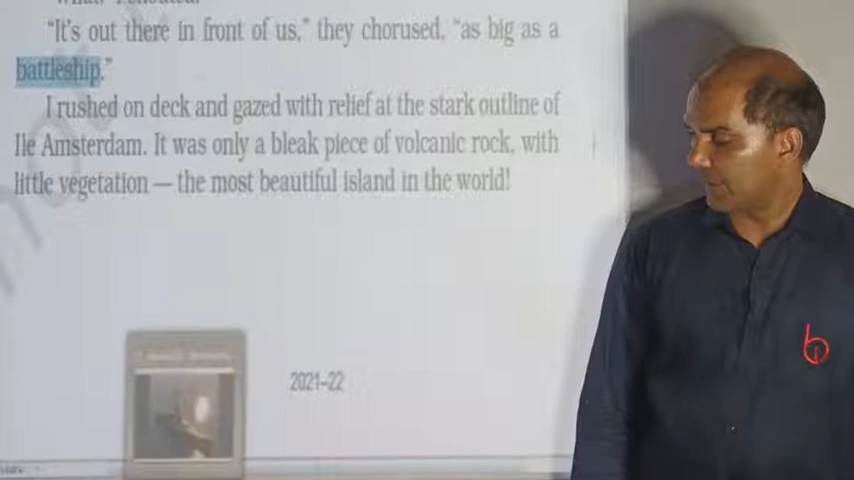 “It’s out there in front of us,” they chorused, “as big as a
battleship.”
I rushed on deck and gazed with relief at the stark outline of
Ile Amsterdam. It was only a bleak piece of volcanic rock, with
little vegetation — the most beautiful island in the world!
2021–22